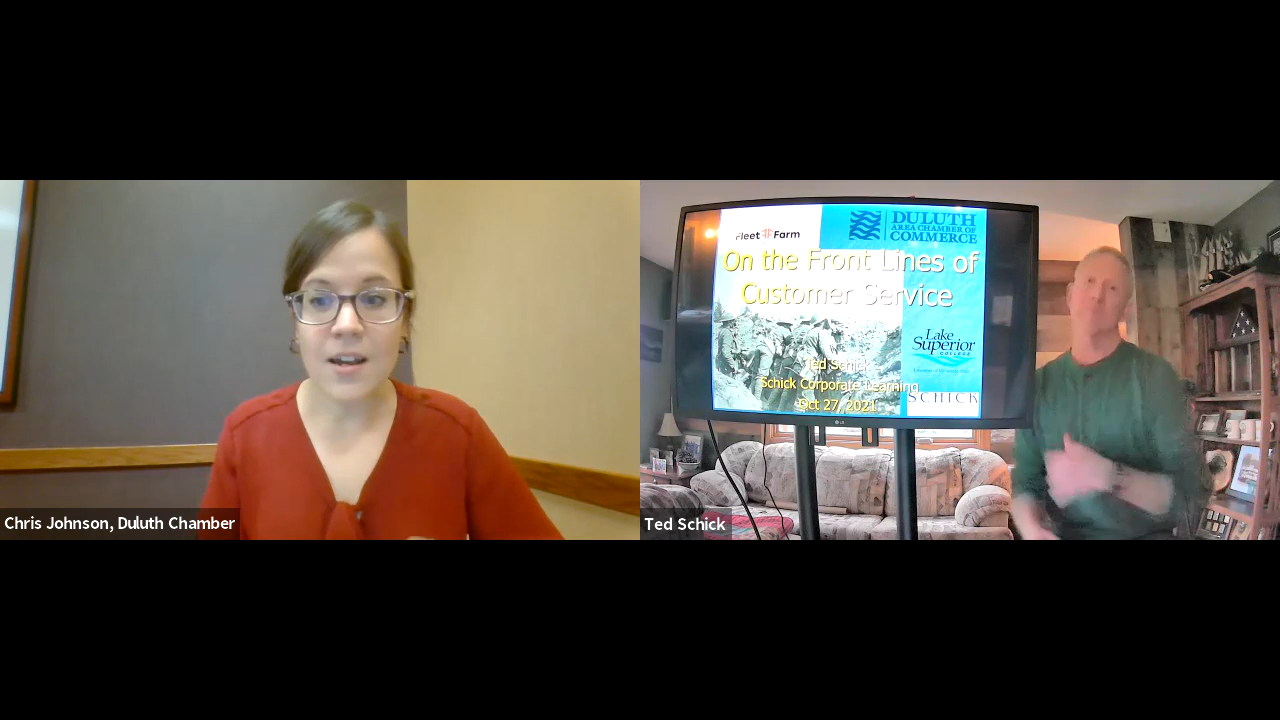 Chris Johnson, Duluth Chamber
Fleet Farm
DULUTH
AREA CHAMBER OF
COMMERCE
On the Front Lines of
Customer Service
Lake
Superior
COLLEGE
Ted Schick
Schick Corporate Learning
Oct 27, 2021
SCHICK
Ted Schick